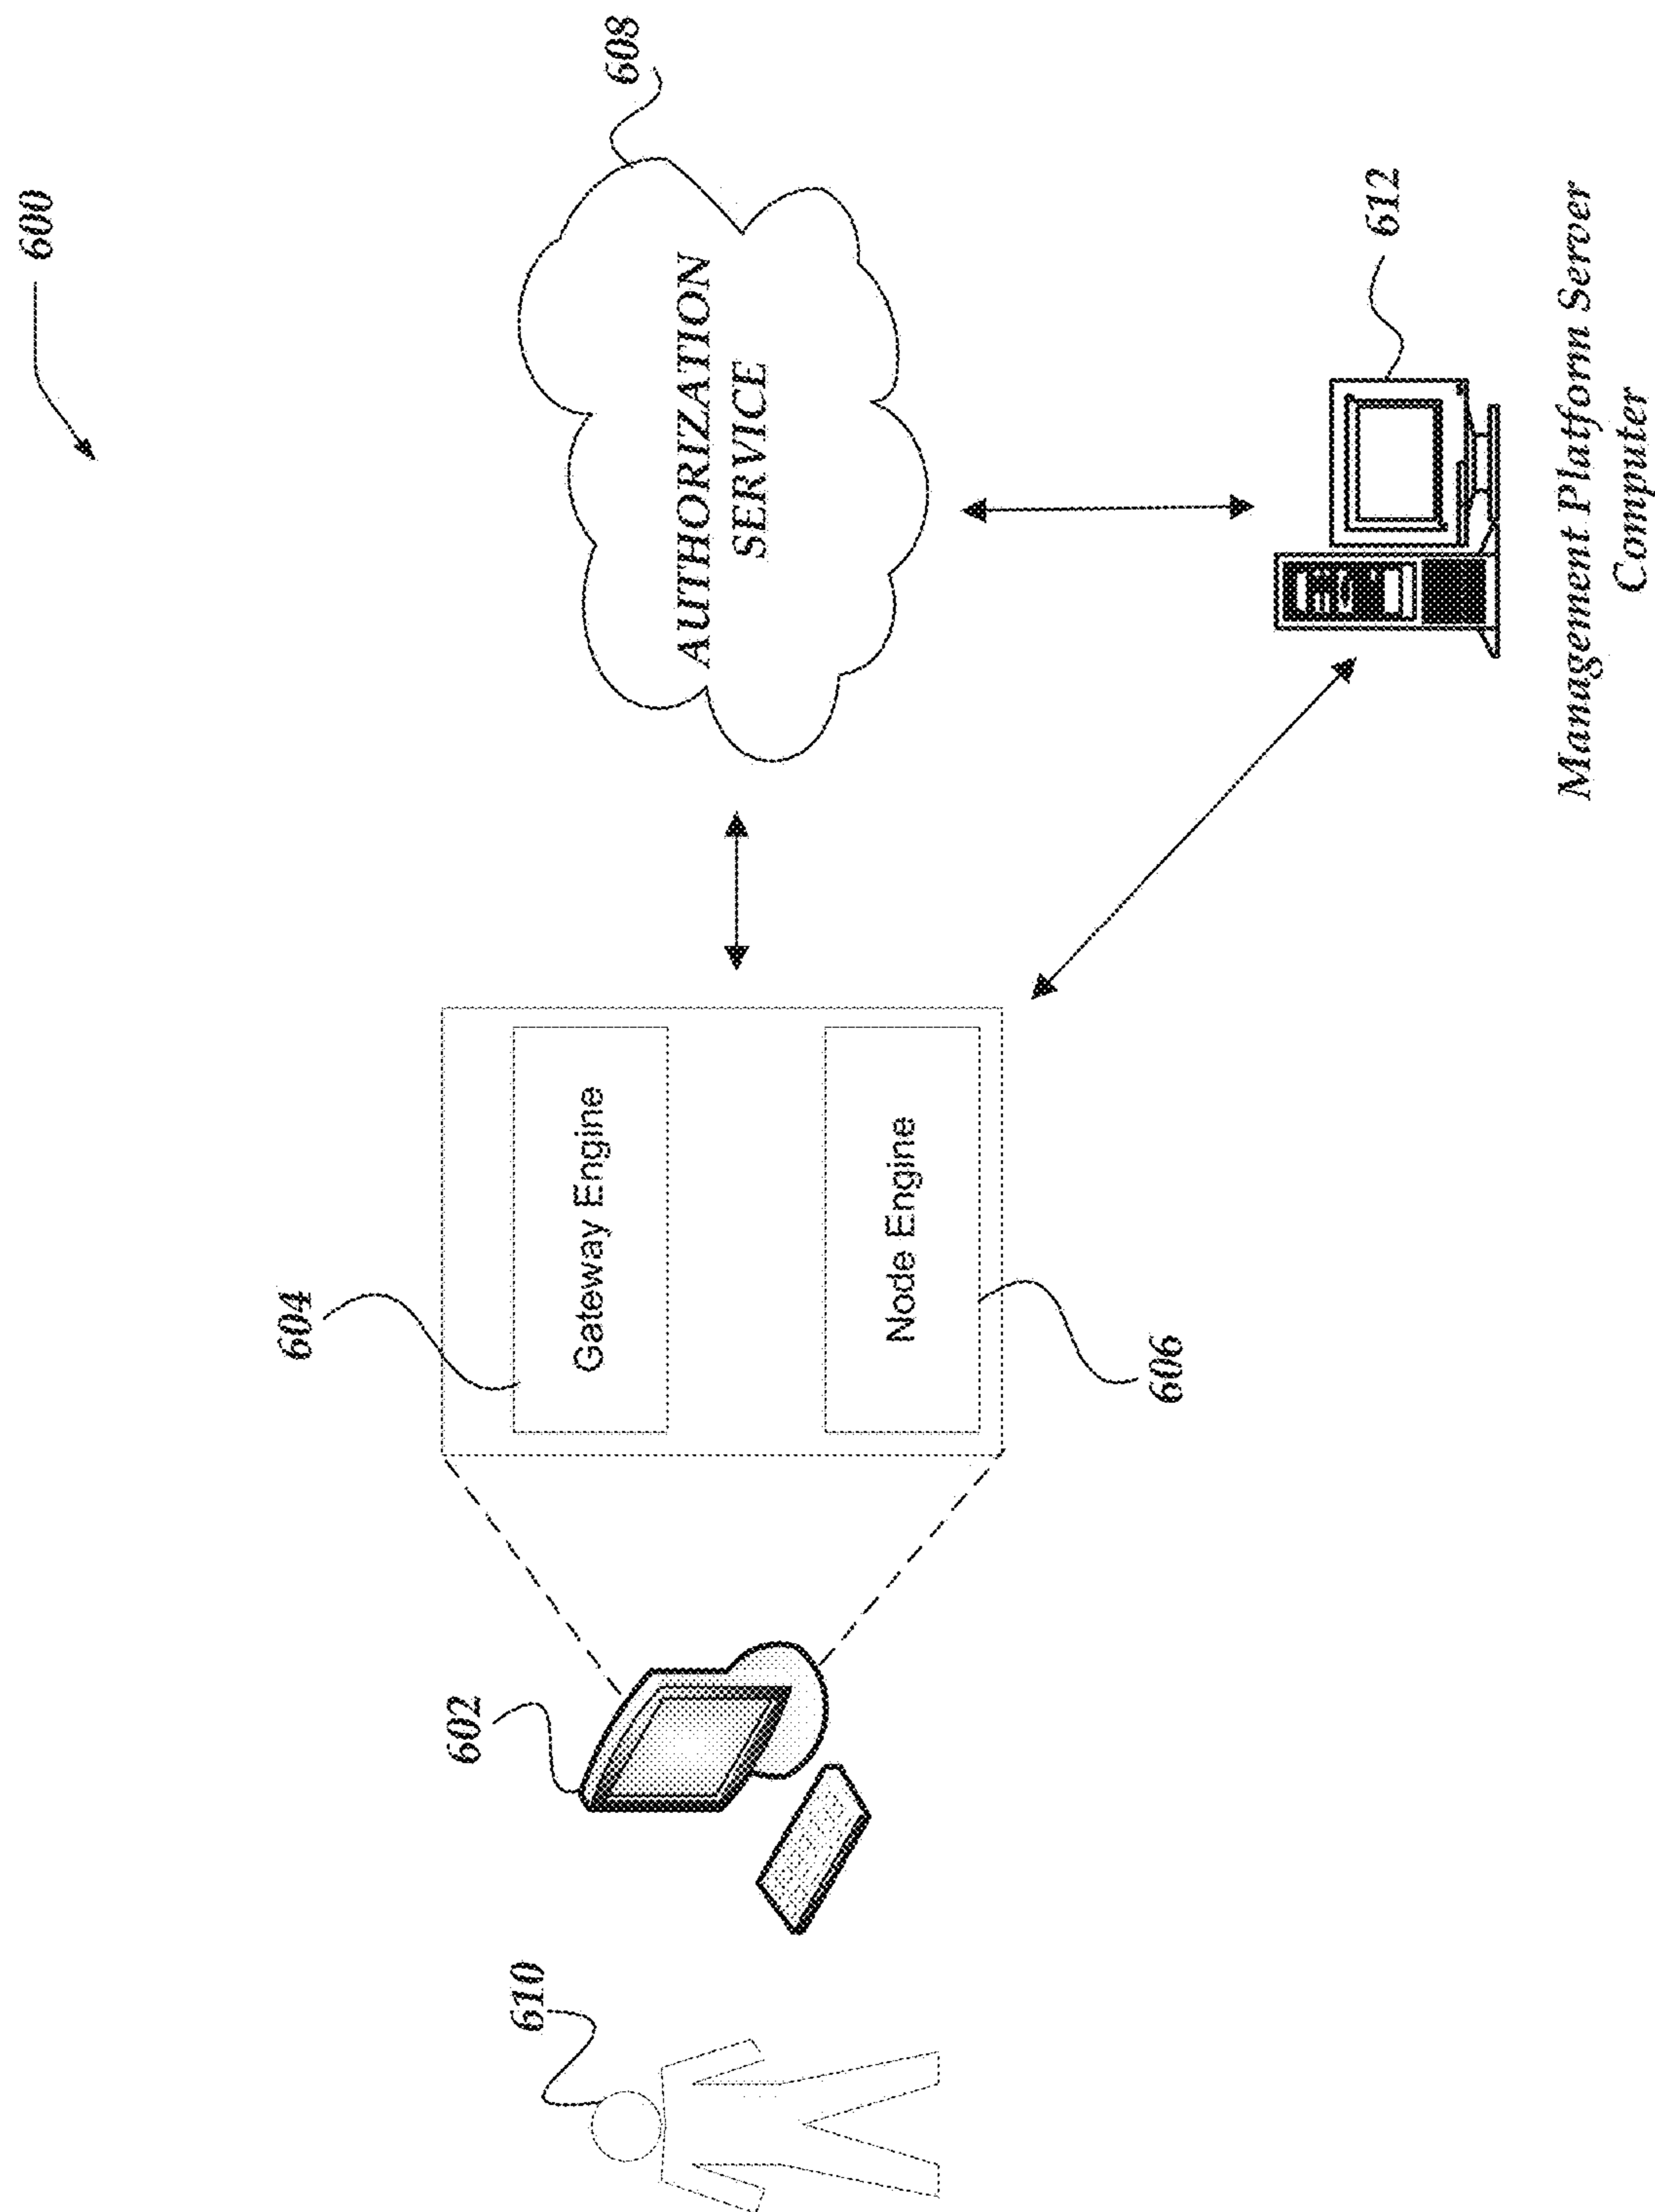 600
608
AUTHORIZATION
SERVICE
604
Gateway Engine
Node Engine
606
602
610
612
Management Platform Server
Computer